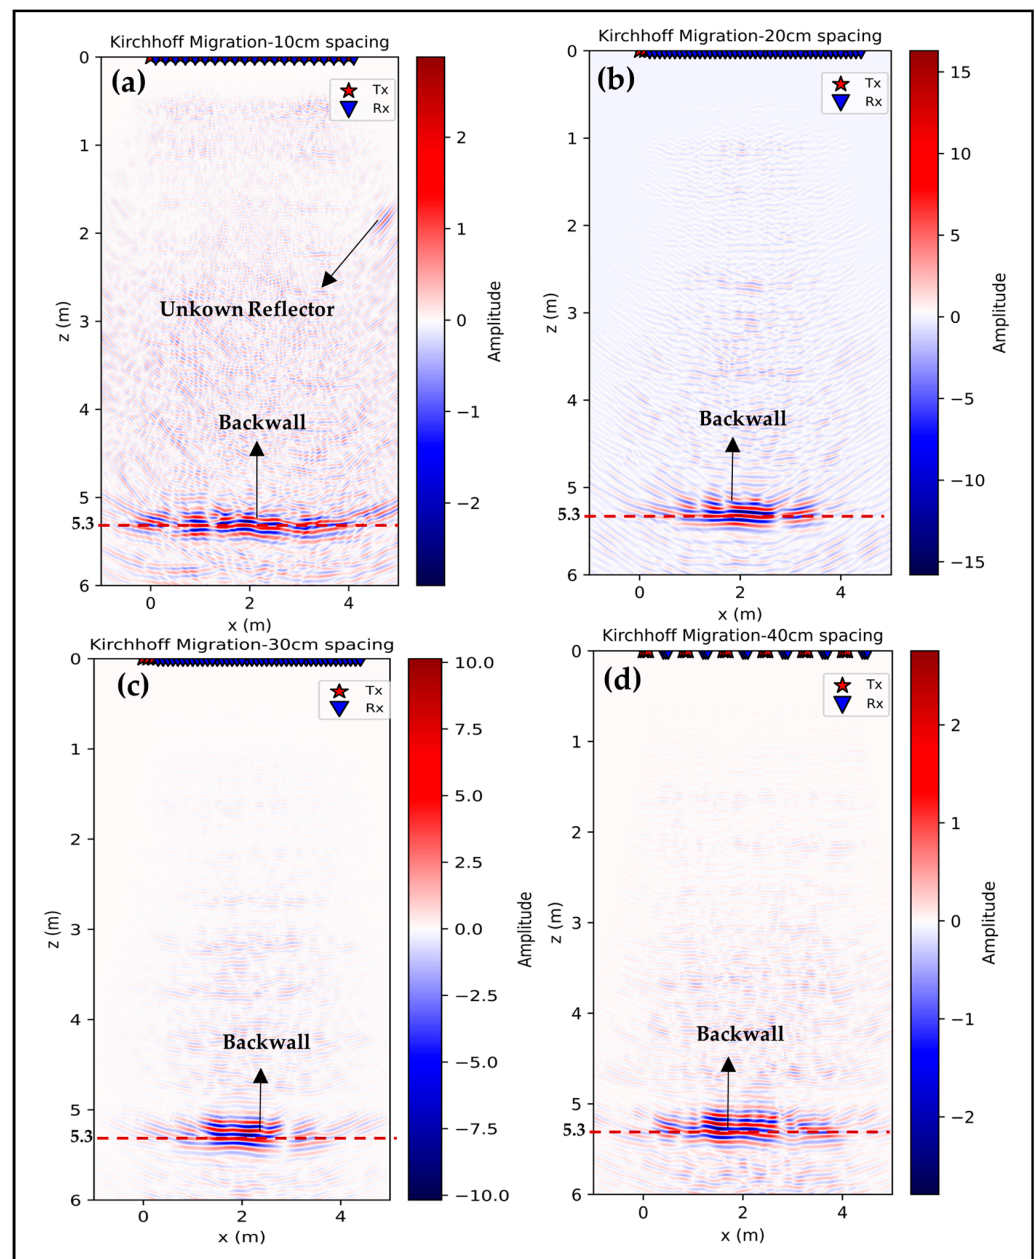 Kirchhoff Migration-10cm spacing
(a)
Tx
Rx
0
1
2
3
4
5
5.3
6
z (m)
Unkown Reflector
Backwall
0
2
4
x (m)
2
1
0
−1
−2
Amplitude
Kirchhoff Migration-20cm spacing
(b)
Tx
Rx
0
1
2
3
4
5
5.3
6
z (m)
Backwall
0
2
4
x (m)
15
10
5
0
−5
−10
−15
Amplitude
Kirchhoff Migration-30cm spacing
(c)
Tx
Rx
0
1
2
3
4
5
5.3
6
z (m)
Backwall
0
2
4
x (m)
10.0
7.5
5.0
2.5
0.0
−2.5
−5.0
−7.5
−10.0
Amplitude
Kirchhoff Migration-40cm spacing
(d)
Tx
Rx
0
1
2
3
4
5
5.3
6
z (m)
Backwall
0
2
4
x (m)
2
1
0
−1
−2
Amplitude